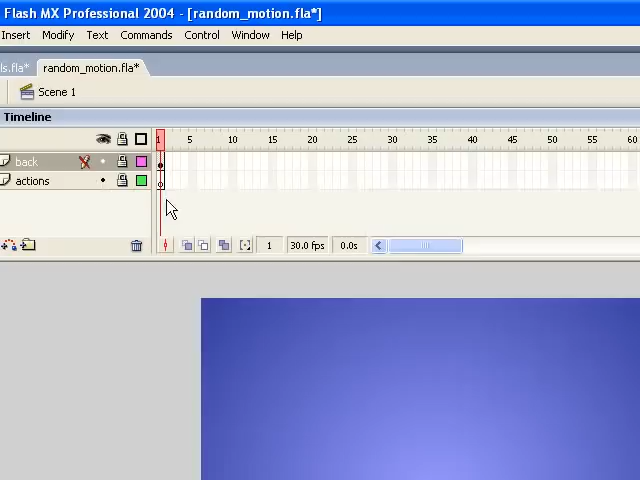 Flash MX Professional 2004 - [random_motion.fla*]
Insert Modify Text Commands Control Window Help
ls.fla* random_motion.fla*
Scene 1
Timeline
1 5 10 15 20 25 30 35 40 45 50 55 60
back
actions
1 30.0 fps 0.0s